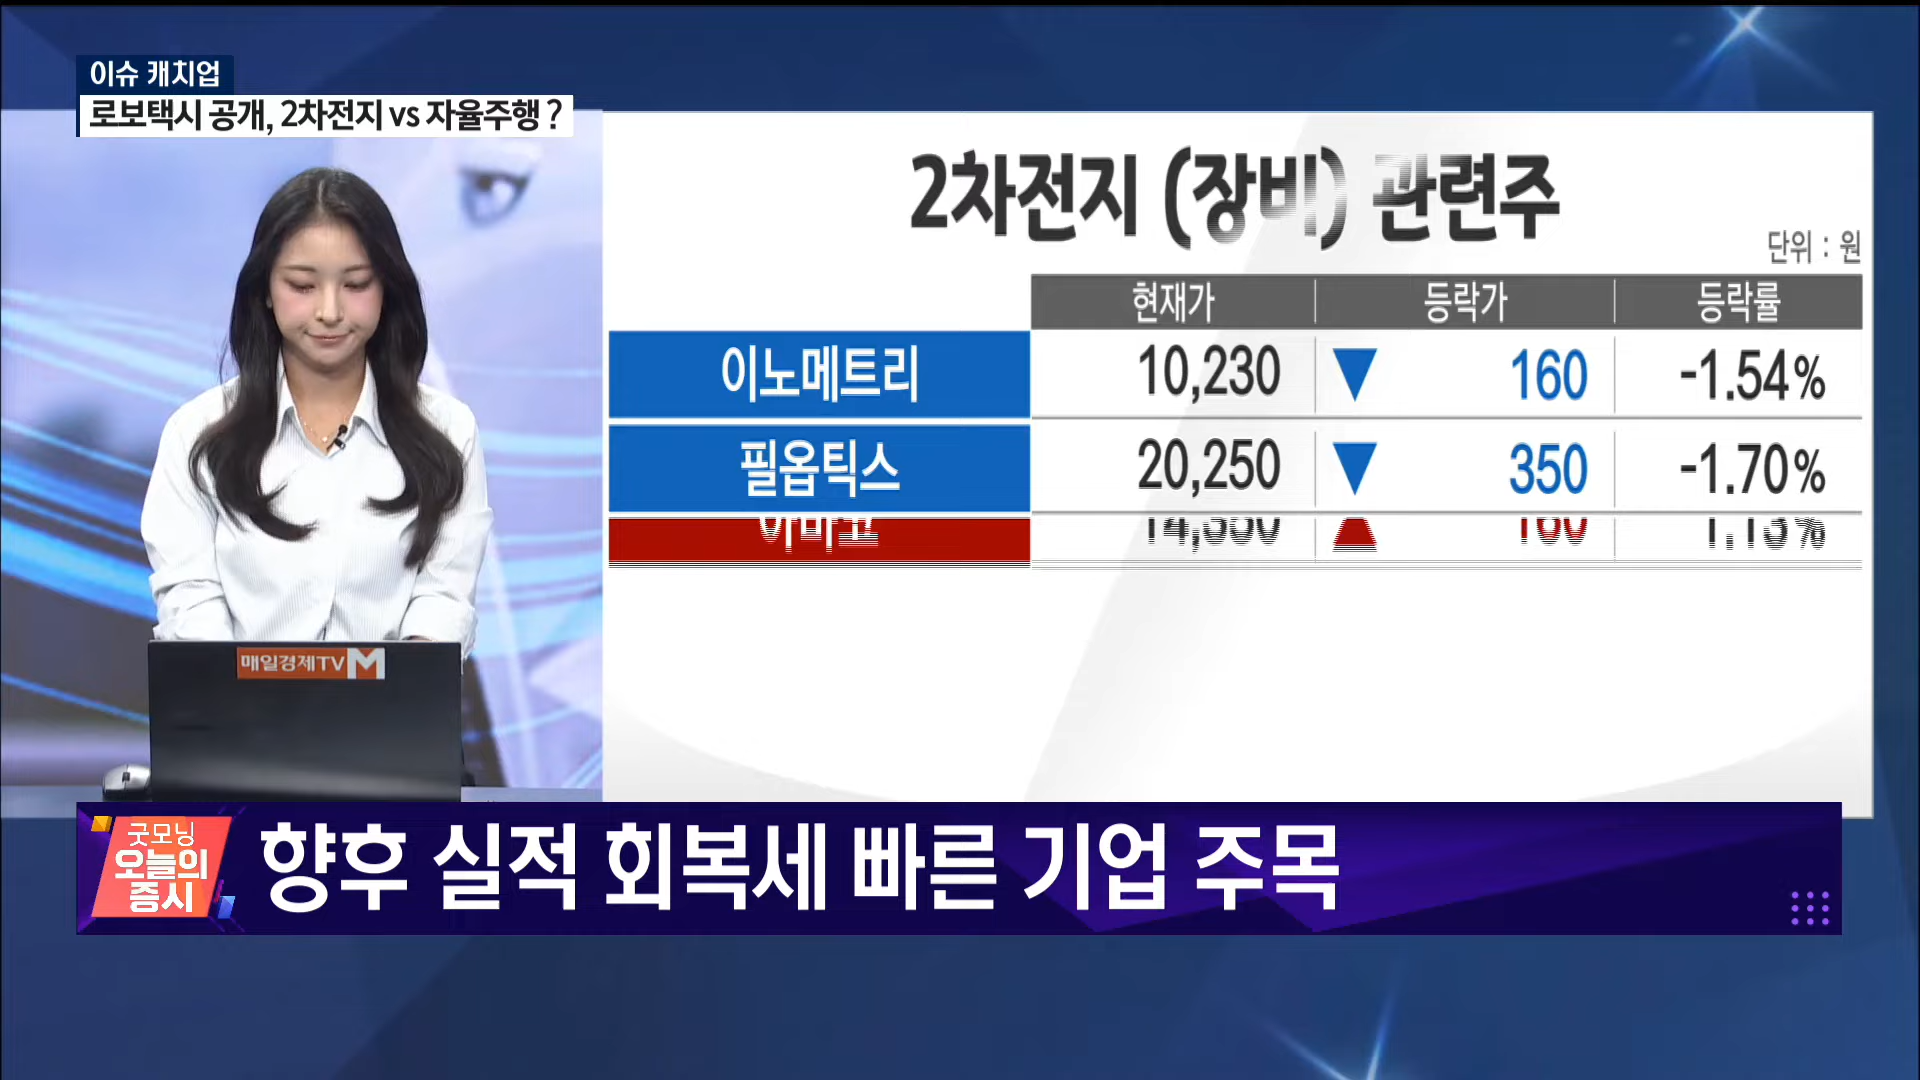 이슈 캐치업
로보택시 공개, 2차전지 vs 자율주행?
2차전지 (장비) 관련주
단위 : 원
현재가 등락가 등락률
이노메트리 10,230 ▼ 160 -1.54%
필옵틱스 20,250 ▼ 350 -1.70%
▲ 160 1.13%
매일경제TV M
굿모닝
오늘의
증시
향후 실적 회복세 빠른 기업 주목